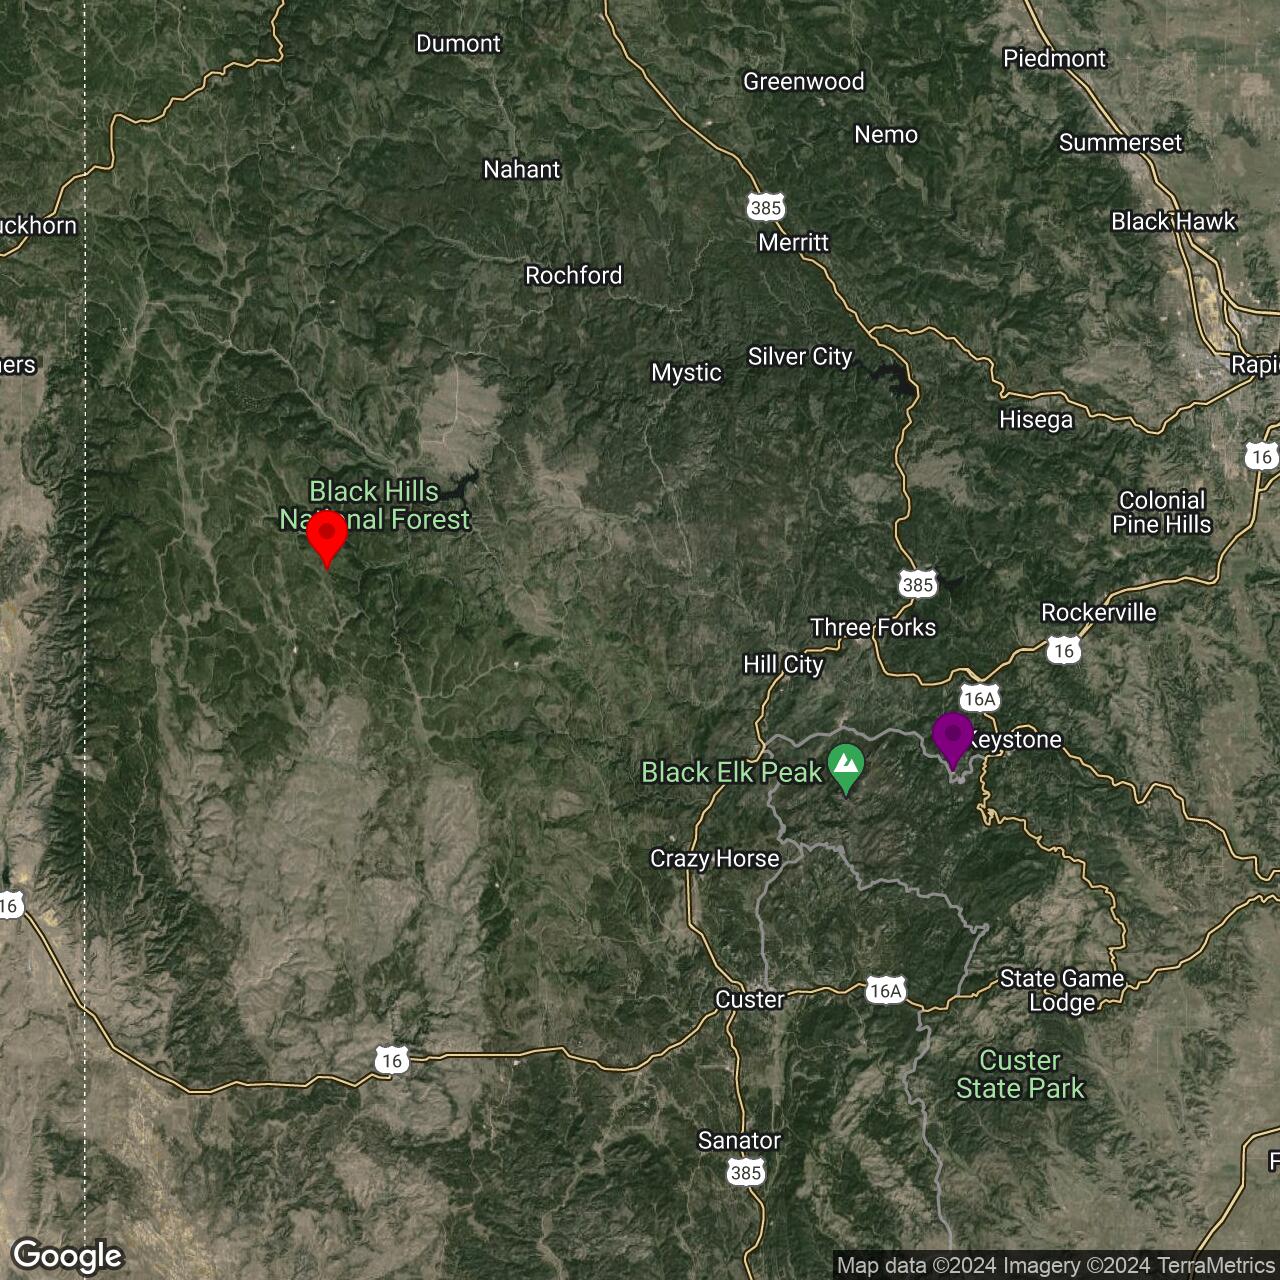 Dumont
Piedmont
Greenwood
Nemo
Summerset
Nahant
385
Black Hawk
uckhorn
Merritt
Rochford
Silver City
ners
Mystic
Rapi
Hisega
16
Black Hills
National Forest
Colonial
Pine Hills
385
Rockerville
Three Forks
16
Hill City
16A
Keystone
Black Elk Peak
Crazy Horse
16
State Game
Lodge
16A
Custer
16
Custer
State Park
Sanator
385
F
Google
Map data ©2024 Imagery ©2024 TerraMetrics